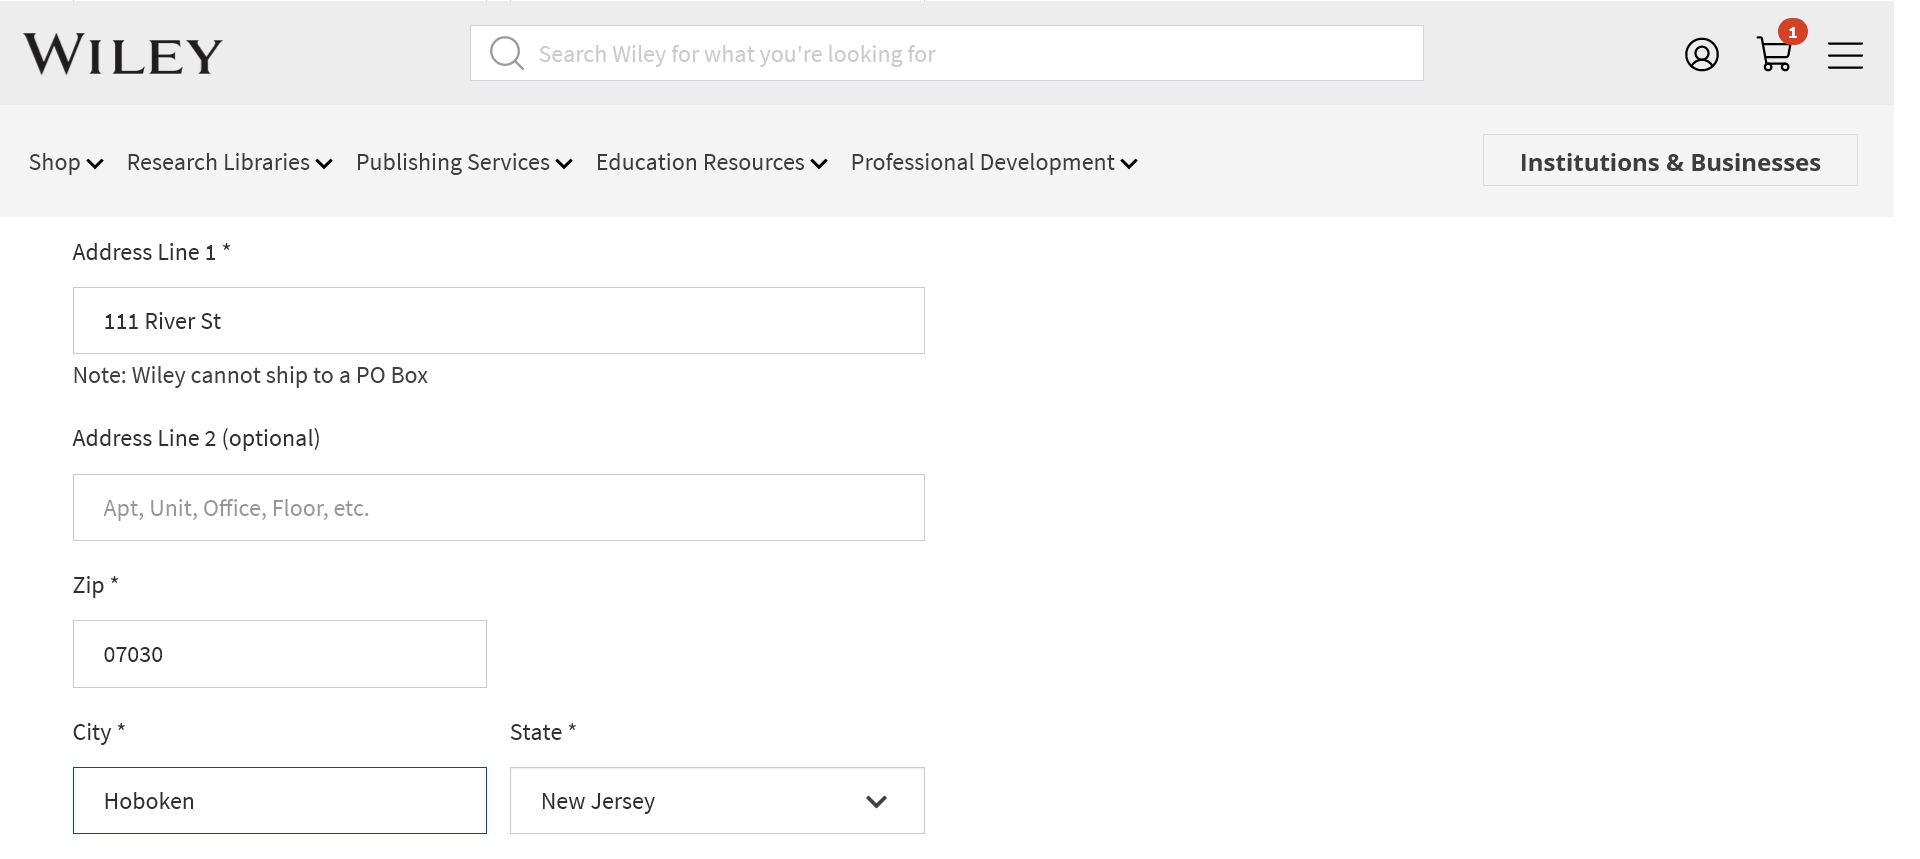 WILEY
Search Wiley for what you're looking for
1
Shop
Research Libraries
Publishing Services
Education Resources
Professional Development
Institutions & Businesses
Address Line 1 *
111 River St
Note: Wiley cannot ship to a PO Box
Address Line 2 (optional)
Apt, Unit, Office, Floor, etc.
Zip *
07030
City *
State *
Hoboken
New Jersey